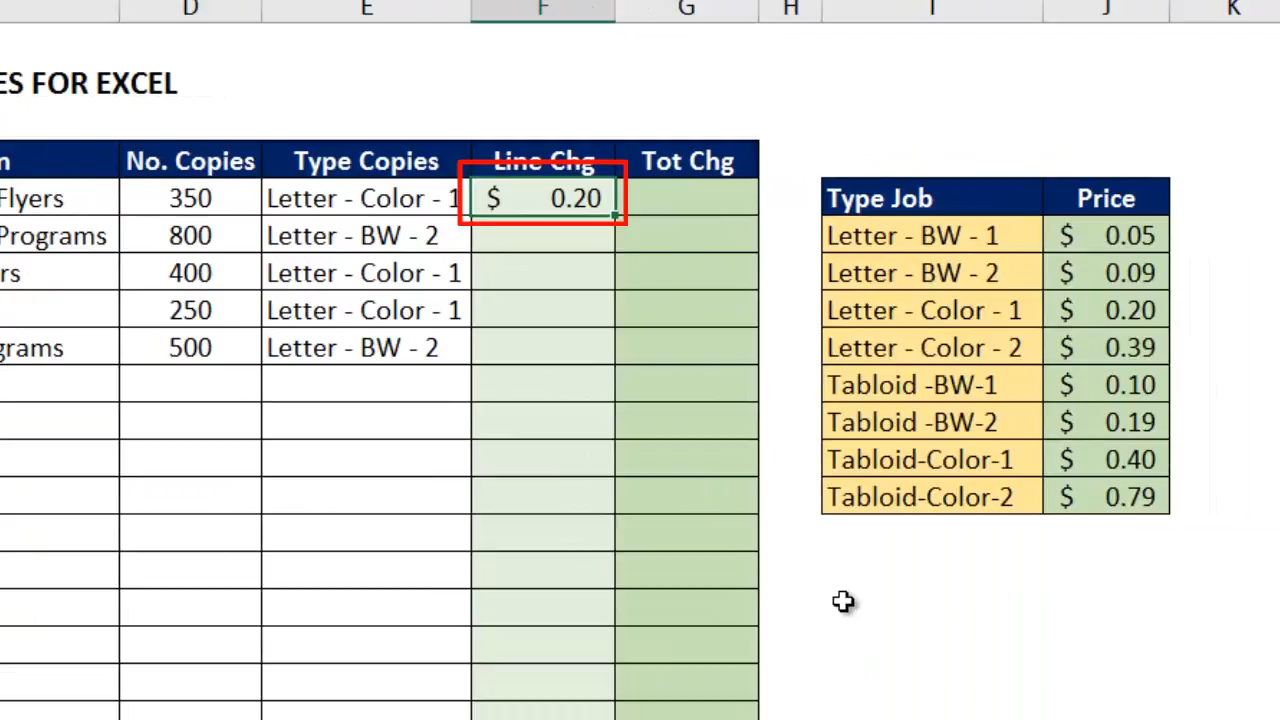 D E F G H I J K
ES FOR EXCEL
n No. Copies Type Copies Line Chg Tot Chg
Flyers 350 Letter - Color - 1 $ 0.20 Type Job Price
Programs 800 Letter - BW - 2 Letter - BW - 1 $ 0.05
rs 400 Letter - Color - 1 Letter - BW - 2 $ 0.09
250 Letter - Color - 1 Letter - Color - 1 $ 0.20
grams 500 Letter - BW - 2 Letter - Color - 2 $ 0.39
Tabloid -BW-1 $ 0.10
Tabloid -BW-2 $ 0.19
Tabloid-Color-1 $ 0.40
Tabloid-Color-2 $ 0.79